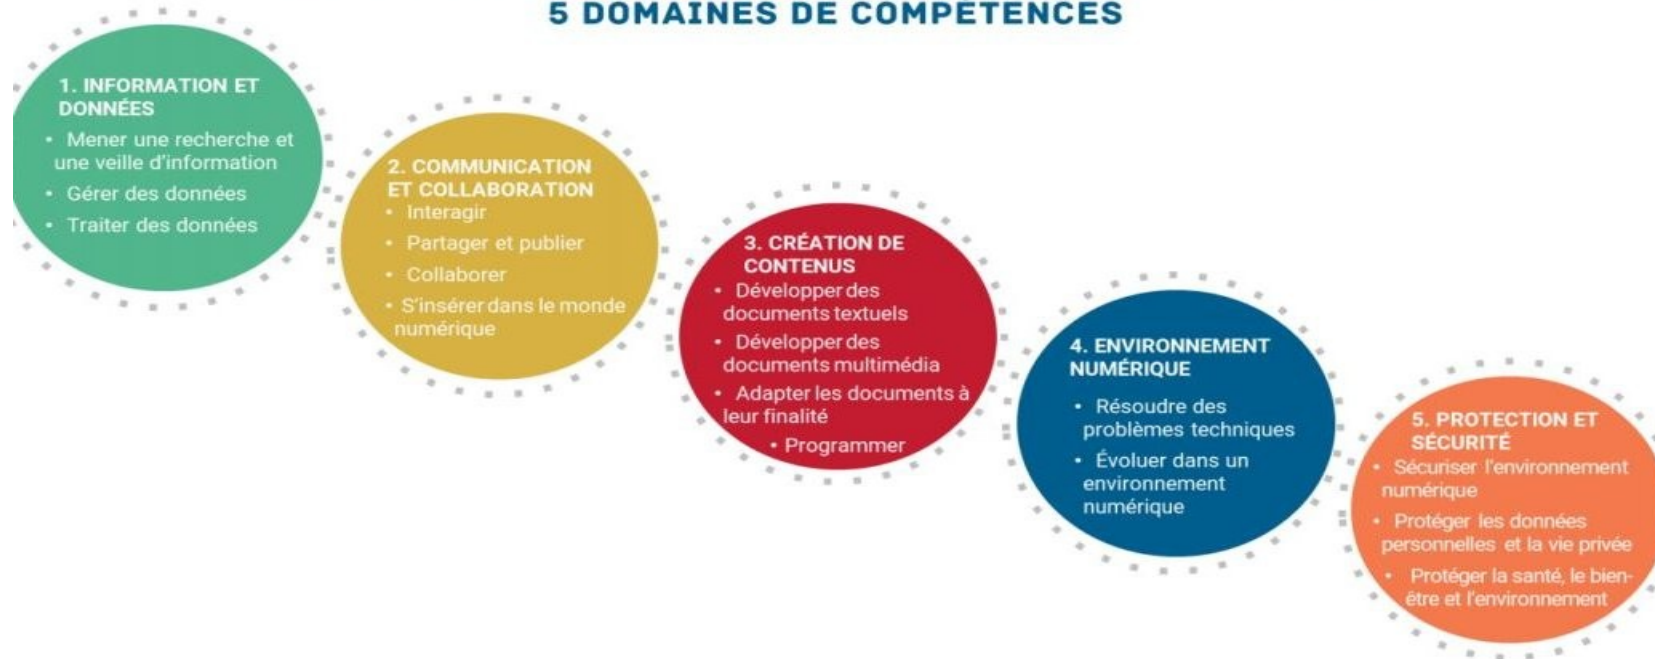 5 DOMAINES DE COMPÉTENCES
1. INFORMATION ET
DONNÉES
• Mener une recherche et
une veille d'information
• Gérer des données
• Traiter des données
2. COMMUNICATION
ET COLLABORATION
• Interagir
• Partager et publier
• Collaborer
• S'insérer dans le monde
numérique
3. CRÉATION DE
CONTENUS
• Développer des
documents textuels
• Développer des
documents multimédia
• Adapter les documents à
leur finalité
• Programmer
4. ENVIRONNEMENT
NUMÉRIQUE
• Résoudre des
problèmes techniques
• Évoluer dans un
environnement
numérique
5. PROTECTION ET
SÉCURITÉ
• Sécuriser l'environnement
numérique
• Protéger les données
personnelles et la vie privée
• Protéger la santé, le bien-
être et l'environnement